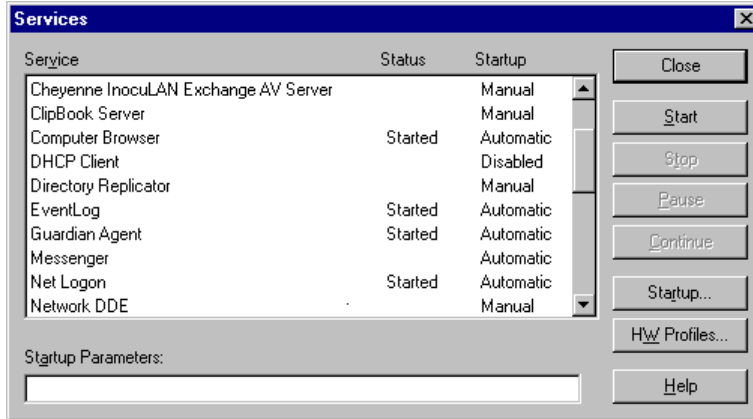 Services
Service Status Startup
Cheyenne InocuLAN Exchange AV Server Manual
ClipBook Server Manual
Computer Browser Started Automatic
DHCP Client Disabled
Directory Replicator Manual
EventLog Started Automatic
Guardian Agent Started Automatic
Messenger Automatic
Net Logon Started Automatic
Network DDE Manual
Startup Parameters:
Close
Start
Stop
Pause
Continue
Startup...
HW Profiles...
Help